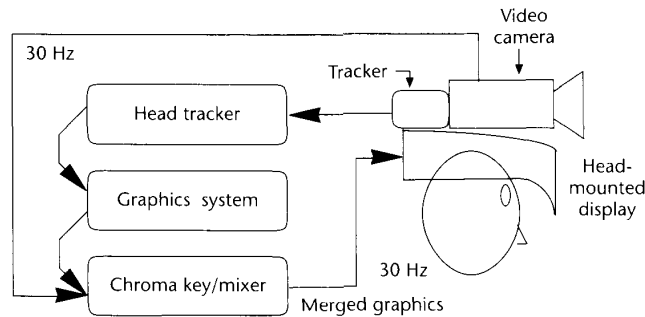 Video
camera
30 Hz
Tracker
Head tracker
Head-
mounted
display
Graphics system
30 Hz
Chroma key/mixer
Merged graphics